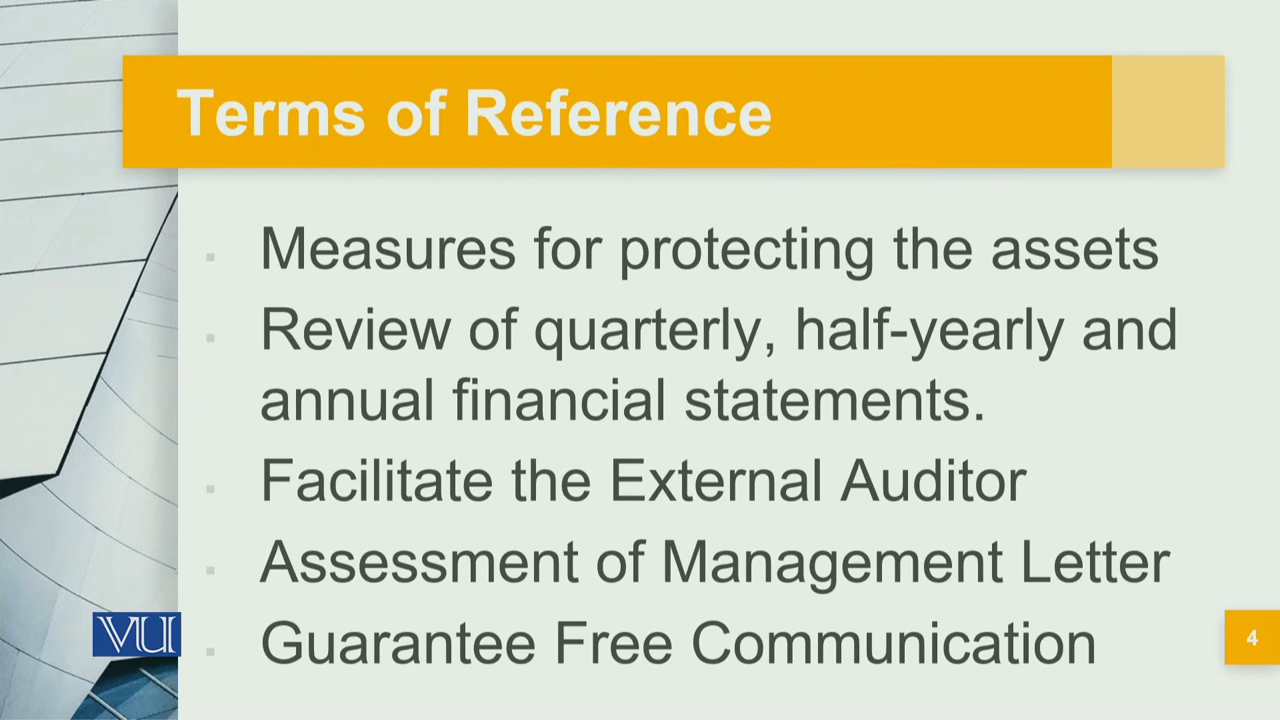 Terms of Reference
Measures for protecting the assets
Review of quarterly, half-yearly and
annual financial statements.
Facilitate the External Auditor
Assessment of Management Letter
Guarantee Free Communication
VU
4